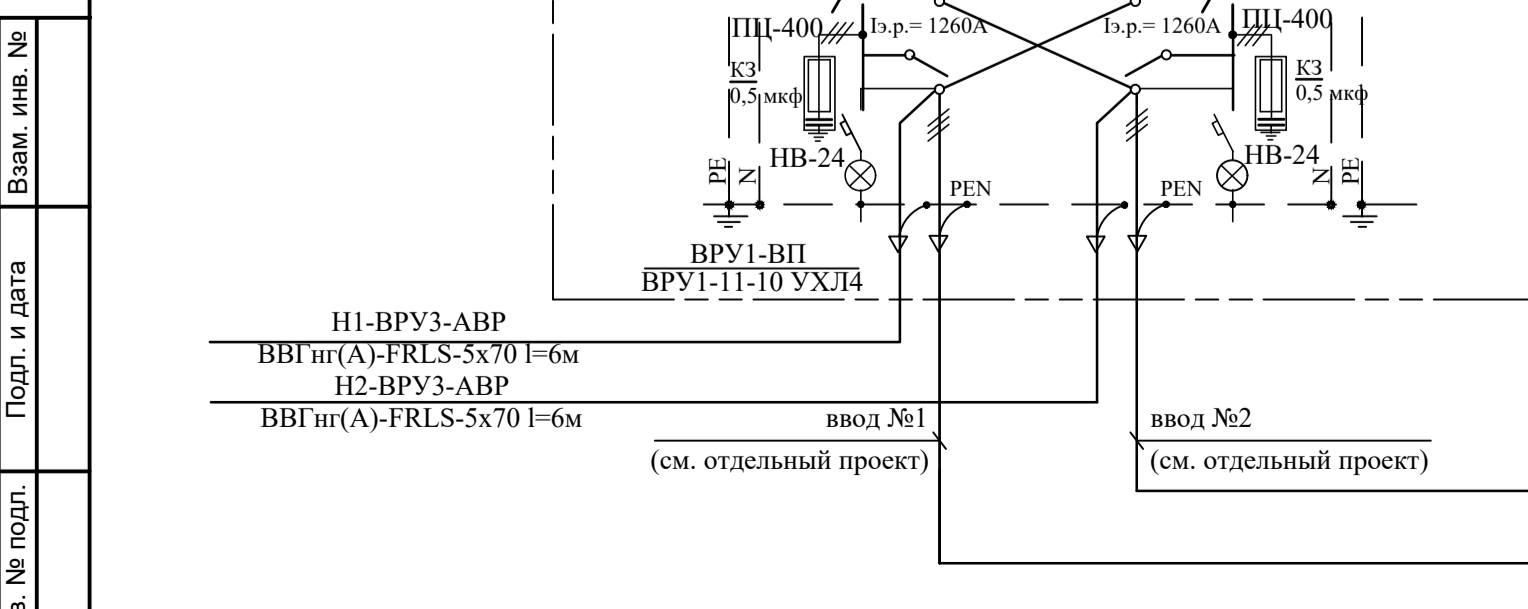 Взам. инв. №
Подп. и дата
№ подл.
ПЦ-400
Iэ.р.= 1260А
Iэ.р.= 1260А
ПЦ-400
КЗ
0,5 мкф
КЗ
0,5 мкф
НВ-24
НВ-24
PE
N
PEN
PEN
N
PE
ВРУ1-ВП
ВРУ1-11-10 УХЛ4
Н1-ВРУ3-АВР
ВВГнг(А)-FRLS-5х70 l=6м
Н2-ВРУ3-АВР
ВВГнг(А)-FRLS-5х70 l=6м
ввод №1
(см. отдельный проект)
ввод №2
(см. отдельный проект)